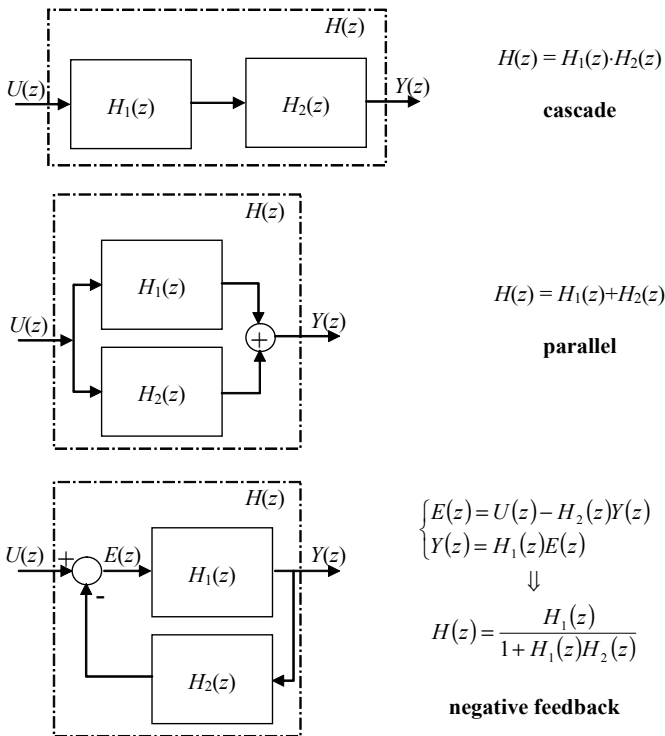 H(z)
U(z)
H₁(z)
H₂(z)
Y(z)
H(z) = H₁(z)·H₂(z)
cascade
H(z)
H₁(z)
U(z)
+
Y(z)
H₂(z)
H(z) = H₁(z)+H₂(z)
parallel
H(z)
U(z)
+
E(z)
H₁(z)
Y(z)
-
H₂(z)
{E(z) = U(z) − H₂(z)Y(z)
Y(z) = H₁(z)E(z)
⇓
H(z) = H₁(z) / 1 + H₁(z)H₂(z)
negative feedback